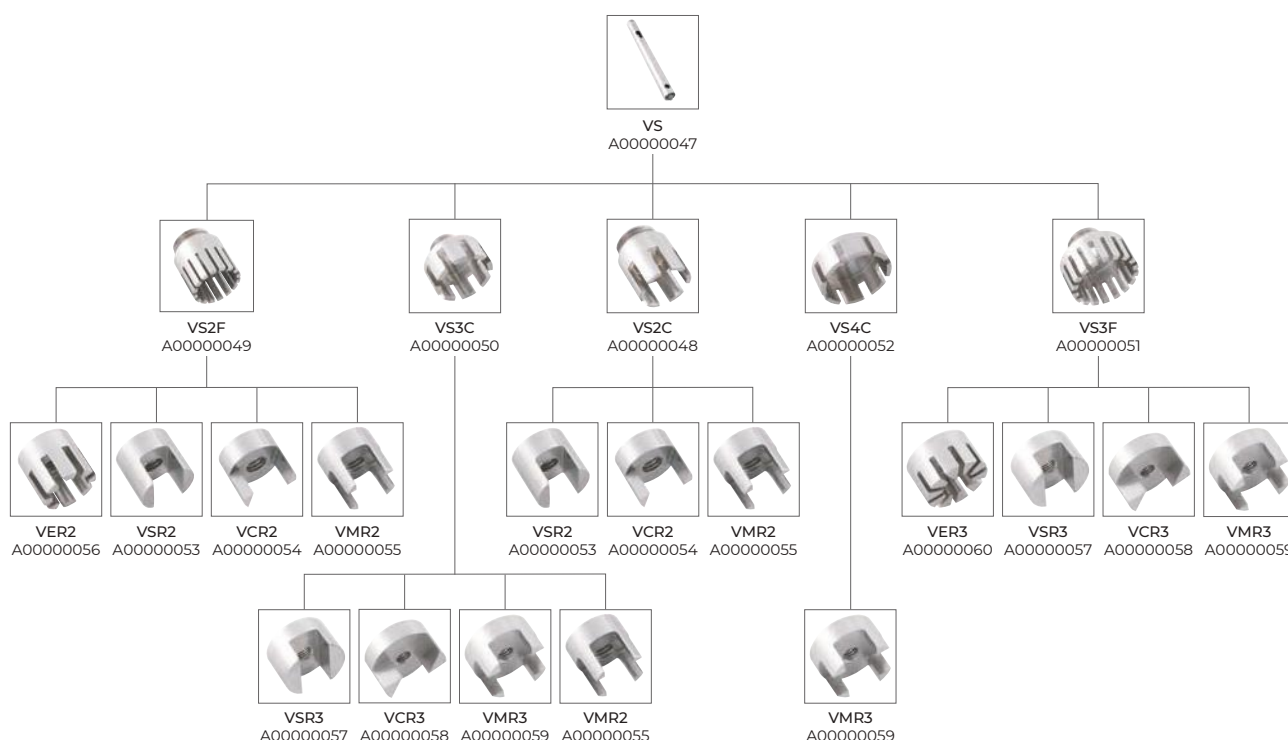 VS
A00000047
VS2F
A00000049
VS3C
A00000050
VS2C
A00000048
VS4C
A00000052
VS3F
A00000051
VER2
A00000056
VSR2
A00000053
VCR2
A00000054
VMR2
A00000055
VSR2
A00000053
VCR2
A00000054
VMR2
A00000055
VER3
A00000060
VSR3
A00000057
VCR3
A00000058
VMR3
A00000059
VSR3
A00000057
VCR3
A00000058
VMR3
A00000059
VMR2
A00000055
VMR3
A00000059